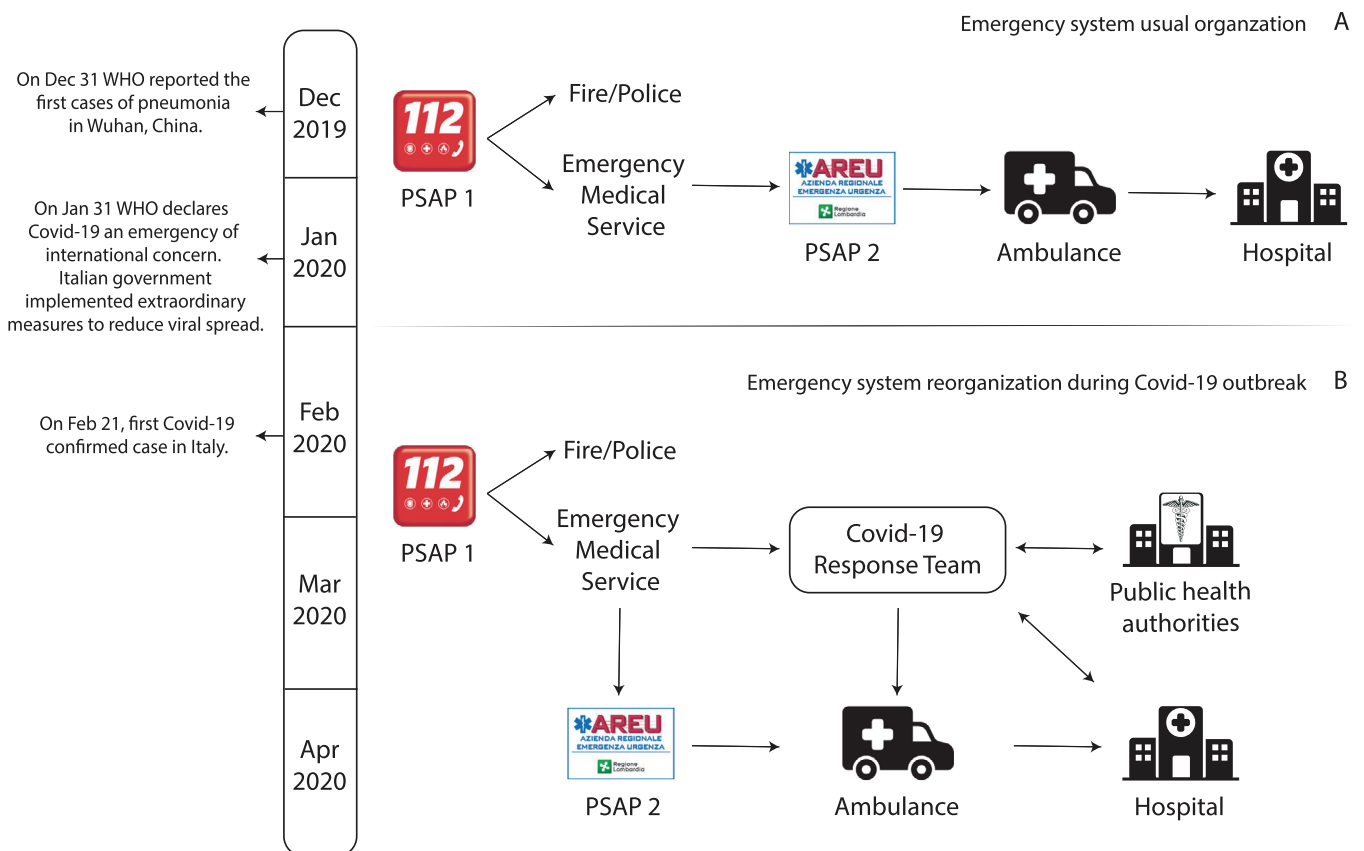 Emergency system usual organzation
A
On Dec 31 WHO reported the
first cases of pneumonia
in Wuhan, China.
Dec
2019
On Jan 31 WHO declares
Covid-19 an emergency of
international concern.
Italian government
implemented extraordinary
measures to reduce viral spread.
Jan
2020
On Feb 21, first Covid-19
confirmed case in Italy.
Feb
2020
Mar
2020
Apr
2020
112
PSAP 1
Fire/Police
Emergency
Medical
Service
AREU
AZIENDA REGIONALE
EMERGENZA URGENZA
Regione
Lombardia
PSAP 2
Ambulance
Hospital
Emergency system reorganization during Covid-19 outbreak
B
112
PSAP 1
Fire/Police
Emergency
Medical
Service
Covid-19
Response Team
Public health
authorities
AREU
AZIENDA REGIONALE
EMERGENZA URGENZA
Regione
Lombardia
PSAP 2
Ambulance
Hospital